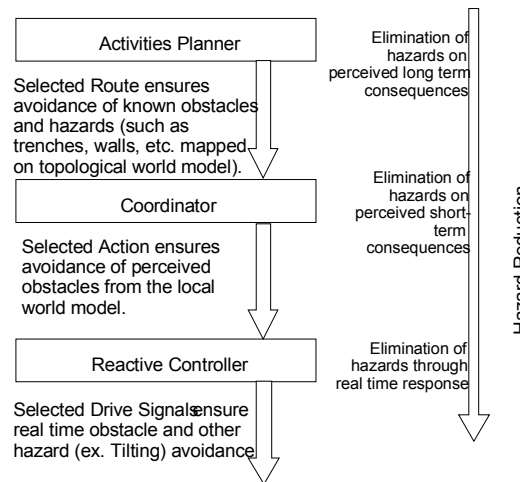 Activities Planner
Selected Route ensures
avoidance of known obstacles
and hazards (such as
trenches, walls, etc. mapped
on topological world model).
Coordinator
Selected Action ensures
avoidance of perceived
obstacles from the local
world model.
Reactive Controller
Selected Drive Signals ensure
real time obstacle and other
hazard (ex. Tilting) avoidance
Elimination of
hazards on
perceived long term
consequences
Elimination of
hazards on
perceived short-
term
consequences
Elimination of
hazards through
real time response
Hazard Reduction